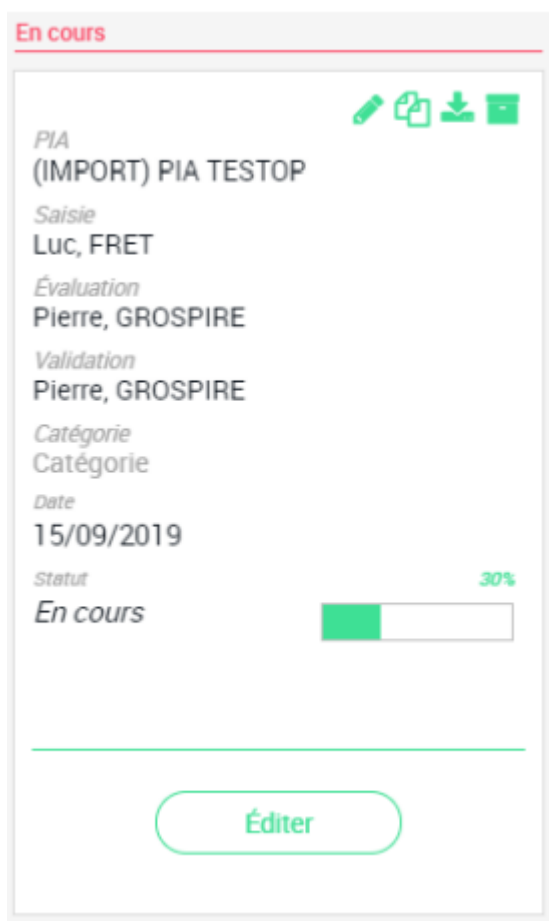 En cours
PIA
(IMPORT) PIA TESTOP
Saisie
Luc, FRET
Évaluation
Pierre, GROSPIRE
Validation
Pierre, GROSPIRE
Catégorie
Catégorie
Date
15/09/2019
Statut
30%
En cours
Éditer